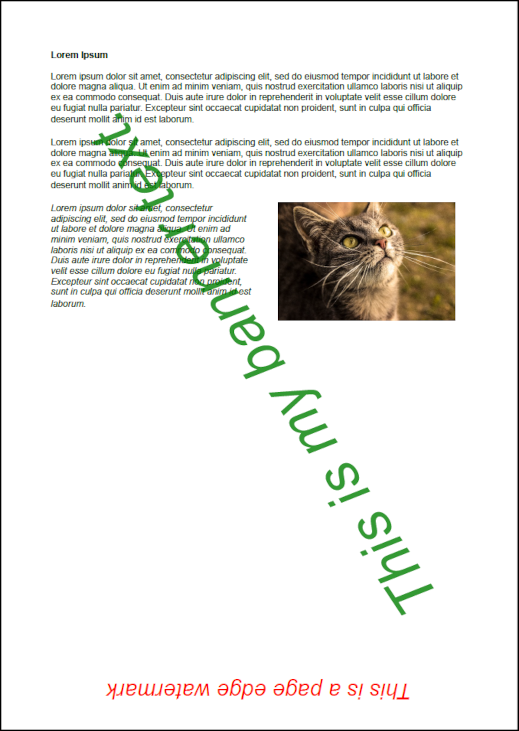 Lorem Ipsum
Lorem ipsum dolor sit amet, consectetur adipiscing elit, sed do eiusmod tempor incididunt ut labore et
dolore magna aliqua. Ut enim ad minim veniam, quis nostrud exercitation ullamco laboris nisi ut aliquip
ex ea commodo consequat. Duis aute irure dolor in reprehenderit in voluptate velit esse cillum dolore
eu fugiat nulla pariatur. Excepteur sint occaecat cupidatat non proident, sunt in culpa qui officia
deserunt mollit anim id est laborum.
Lorem ipsum dolor sit amet, consectetur adipiscing elit, sed do eiusmod tempor incididunt ut labore et
dolore magna aliqua. Ut enim ad minim veniam, quis nostrud exercitation ullamco laboris nisi ut aliquip
ex ea commodo consequat. Duis aute irure dolor in reprehenderit in voluptate velit esse cillum dolore
eu fugiat nulla pariatur. Excepteur sint occaecat cupidatat non proident, sunt in culpa qui officia
deserunt mollit anim id est laborum.
Lorem ipsum dolor sit amet, consectetur
adipiscing elit, sed do eiusmod tempor incididunt
ut labore et dolore magna aliqua. Ut enim ad
minim veniam, quis nostrud exercitation ullamco
laboris nisi ut aliquip ex ea commodo consequat.
Duis aute irure dolor in reprehenderit in voluptate
velit esse cillum dolore eu fugiat nulla pariatur.
Excepteur sint occaecat cupidatat non proident,
sunt in culpa qui officia deserunt mollit anim id est
laborum.
This is my banner text.
This is a page edge watermark